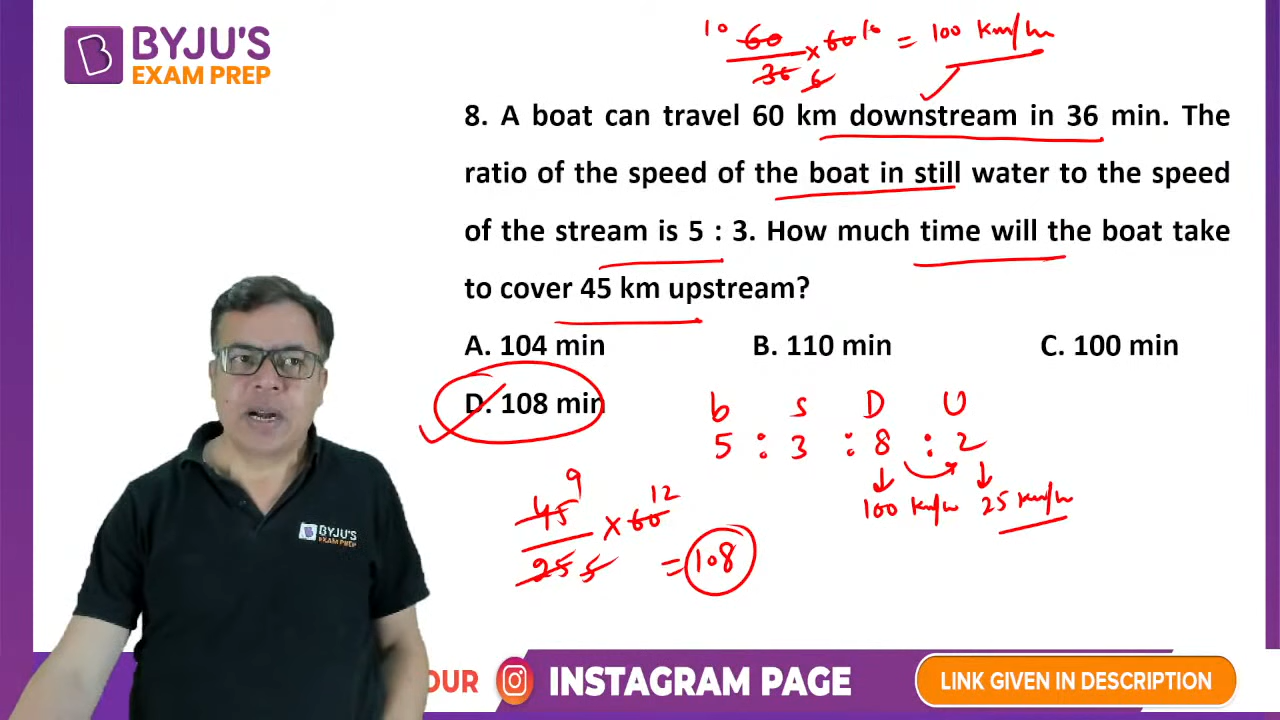 BYJU'S
EXAM PREP
10 60/36 6 × 60 10 = 100 km/hr
8. A boat can travel 60 km downstream in 36 min. The
ratio of the speed of the boat in still water to the speed
of the stream is 5 : 3. How much time will the boat take
to cover 45 km upstream?
A. 104 min B. 110 min C. 100 min
D. 108 min
b s D U
5 : 3 : 8 : 2
100 km/hr 25 km/hr
45 9/25 5 × 60 12
= 108
BYJU'S
EXAM PREP
OUR INSTAGRAM PAGE
LINK GIVEN IN DESCRIPTION